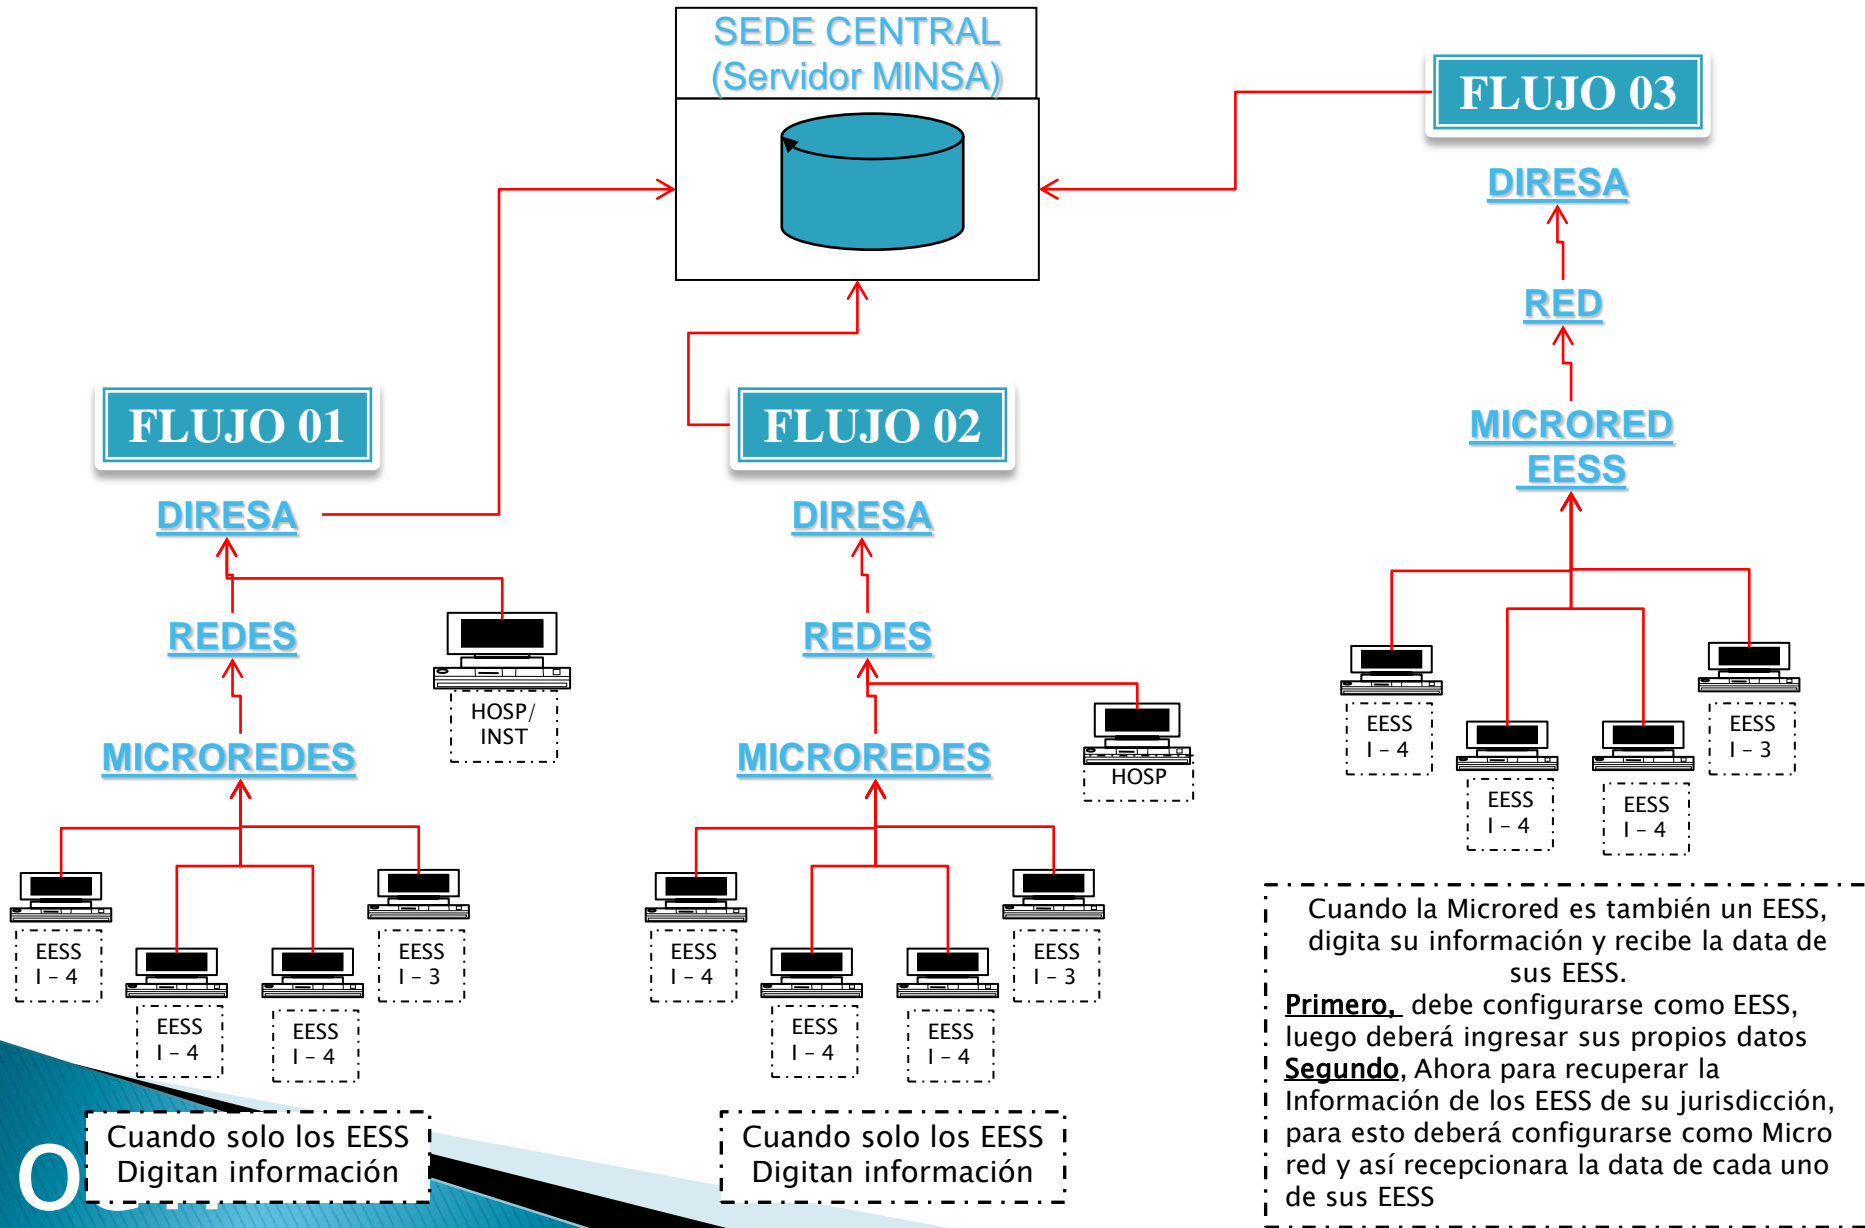 SEDE CENTRAL
(Servidor MINSA)
FLUJO 01
DIRESA
REDES
HOSP/
INST
MICROREDES
EESS
I – 4
EESS
I – 4
EESS
I – 4
EESS
I – 3
Cuando solo los EESS
Digitan información
FLUJO 02
DIRESA
REDES
HOSP
MICROREDES
EESS
I – 4
EESS
I – 4
EESS
I – 4
EESS
I – 3
Cuando solo los EESS
Digitan información
FLUJO 03
DIRESA
RED
MICRORED
EESS
EESS
I – 4
EESS
I – 4
EESS
I – 4
EESS
I – 3
Cuando la Microred es también un EESS,
digita su información y recibe la data de
sus EESS.
Primero, debe configurarse como EESS,
luego deberá ingresar sus propios datos
Segundo, Ahora para recuperar la
Información de los EESS de su jurisdicción,
para esto deberá configurarse como Micro
red y así recepcionara la data de cada uno
de sus EESS